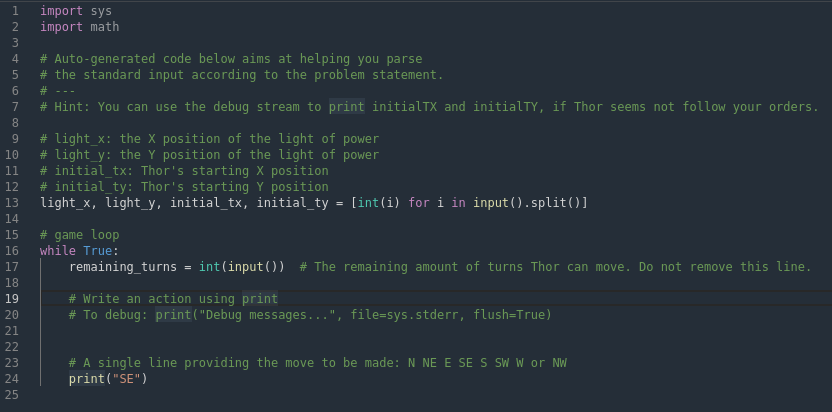 1 import sys
2 import math
3
4 # Auto-generated code below aims at helping you parse
5 # the standard input according to the problem statement.
6 # ---
7 # Hint: You can use the debug stream to print initialTX and initialTY, if Thor seems not follow your orders.
8
9 # light_x: the X position of the light of power
10 # light_y: the Y position of the light of power
11 # initial_tx: Thor's starting X position
12 # initial_ty: Thor's starting Y position
13 light_x, light_y, initial_tx, initial_ty = [int(i) for i in input().split()]
14
15 # game loop
16 while True:
17     remaining_turns = int(input())  # The remaining amount of turns Thor can move. Do not remove this line.
18
19     # Write an action using print
20     # To debug: print("Debug messages...", file=sys.stderr, flush=True)
21
22
23     # A single line providing the move to be made: N NE E SE S SW W or NW
24     print("SE")
25